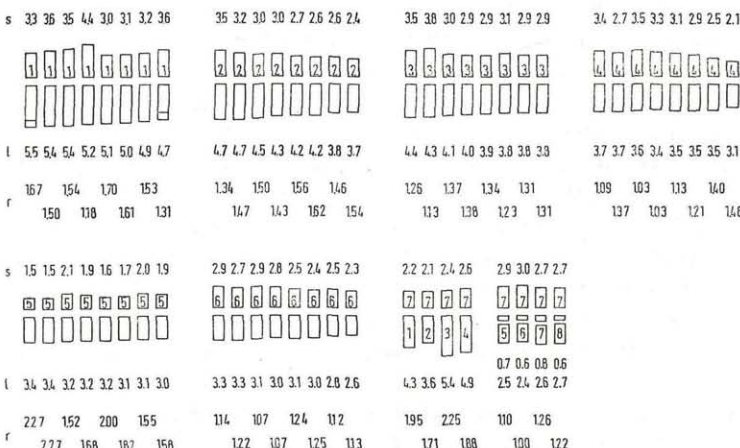 s 3,3 3,6 3,5 4,4 3,0 3,1 3,2 3,6 3,5 3.2 3.0 3.0 2.7 2.6 2.6 2.4 3.5 3.8 3.0 2.9 2.9 3.1 2.9 2.9 3.4 2.7 3.5 3.3 3.1 2.9 2.5 2.1
1 1 1 1 1 1 1 1 2 2 2 2 2 2 2 2 3 3 3 3 3 3 3 3 4 4 4 4 4 4 4 4
l 5,5 5,4 5,4 5.2 5,1 5,0 4,9 4,7 4.7 4.7 4.5 4.3 4.2 4.2 3.8 3.7 4.4 4.3 4.1 4.0 3.9 3.8 3.8 3.8 3.7 3.7 3.6 3.4 3.5 3.5 3.5 3.1
1,67 1,54 1,70 1,53 1.34 1.50 1.56 1.46 1.26 1.37 1.34 1.31 1.09 1.03 1.13 1.40
r 1,50 1,18 1,61 1.31 1.47 1.43 1.62 1.54 1.13 1.38 1.23 1.31 1.37 1.03 1.21 1.46
s 1.5 1.5 2.1 1.9 1.6 1.7 2.0 1.9 2.9 2.7 2.9 2.8 2.5 2.4 2.5 2.3 2.2 2.1 2.4 2.6 2.9 3.0 2.7 2.7
5 5 5 5 5 5 5 5 6 6 6 6 6 6 6 6 7 7 7 7 7 7 7 7
1 2 3 4 5 6 7 8
0.7 0.6 0.8 0.6
l 3.4 3.4 3.2 3.2 3.2 3.1 3.1 3.0 3.3 3.3 3.1 3.0 3.1 3.0 2.8 2.6 4.3 3.6 5.4 4.9 2.5 2.4 2.6 2.7
2.27 1.52 2.00 1.55 1.14 1.07 1.24 1.12 1.95 2.25 1.10 1.26
r 2.27 1.68 1.82 1.58 1.22 1.07 1.25 1.13 1.71 1.88 1.00 1.22